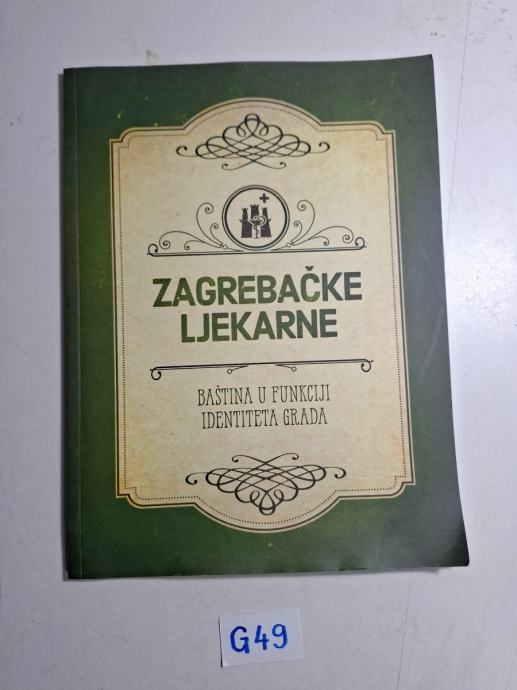 ZAGREBAČKE
LJEKARNE
BAŠTINA U FUNKCIJI
IDENTITETA GRADA
G49